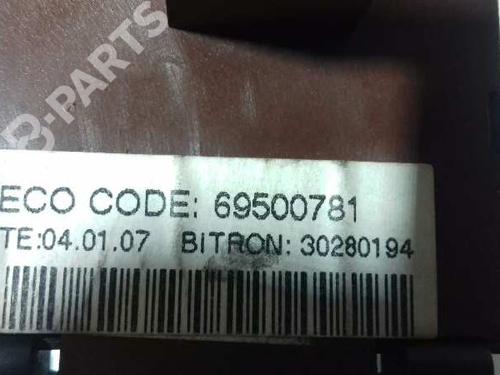 B-PARTS
ECO CODE: 69500781
TE:04.01.07 BITRON: 30280194